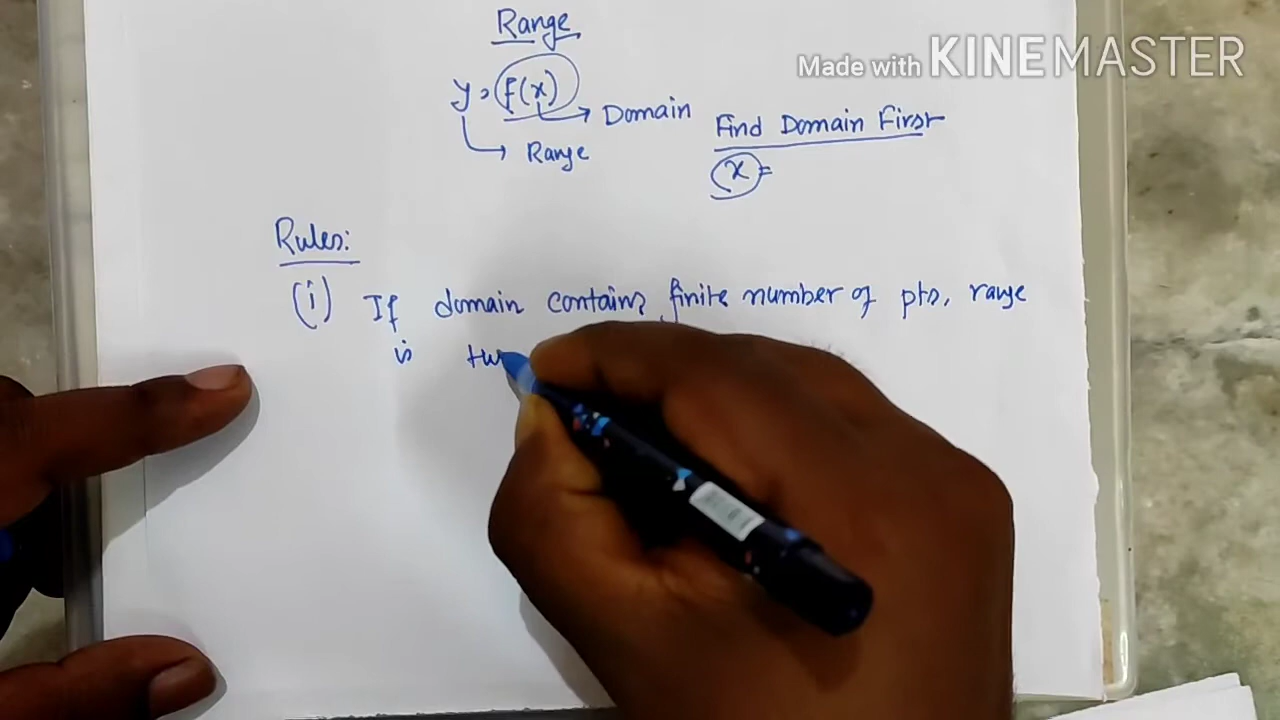 Range
Made with KINEMASTER
y = f(x)
Domain
Find Domain First
Range
x =
Rules:
(i) If domain contains finite number of pts, range
is